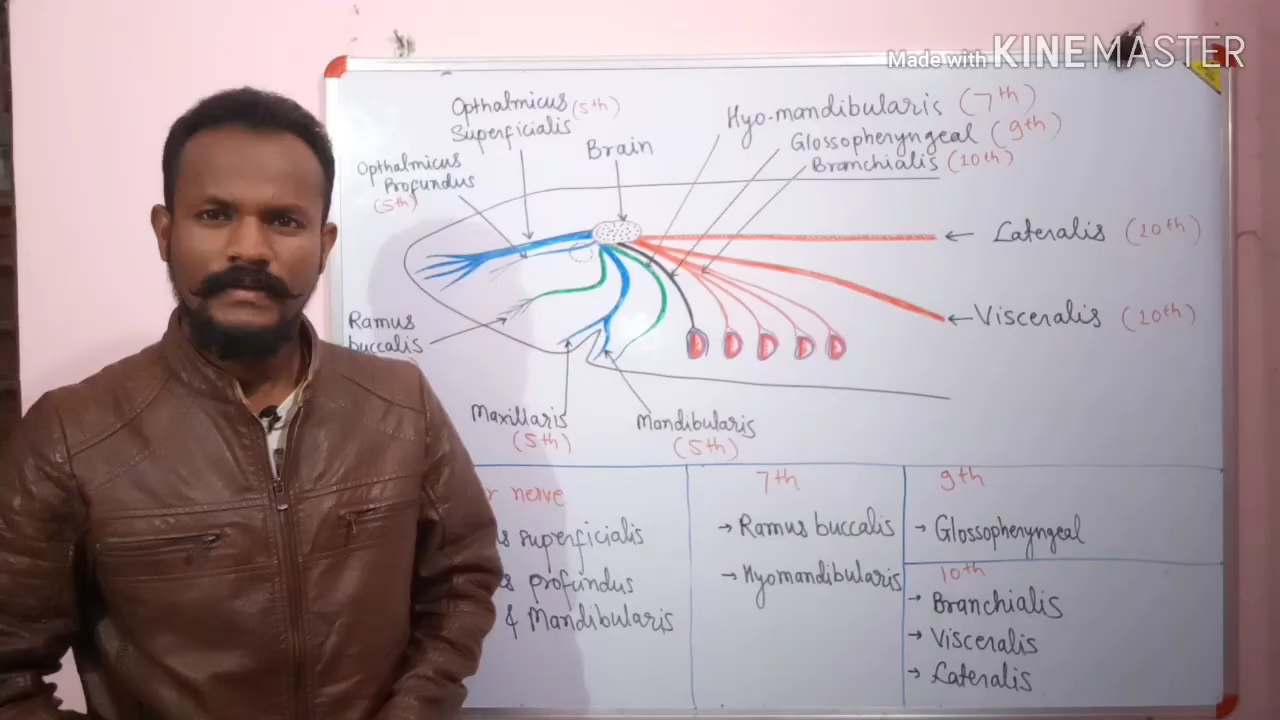 Made with KINEMASTER
Opthalmicus (5th)
Superficialis
Hyo-mandibularis (7th)
Glossopheryngeal (9th)
Branchialis (10th)
Brain
Opthalmicus
Profundus
(5th)
Lateralis (10th)
Visceralis (10th)
Ramus
buccalis
Maxillaris
(5th)
Mandibularis
(5th)
nerve
superficialis
profundus
& Mandibularis
7th
→ Ramus buccalis
→ Hyomandibularis
9th
→ Glossopheryngeal
10th
→ Branchialis
→ Visceralis
→ Lateralis